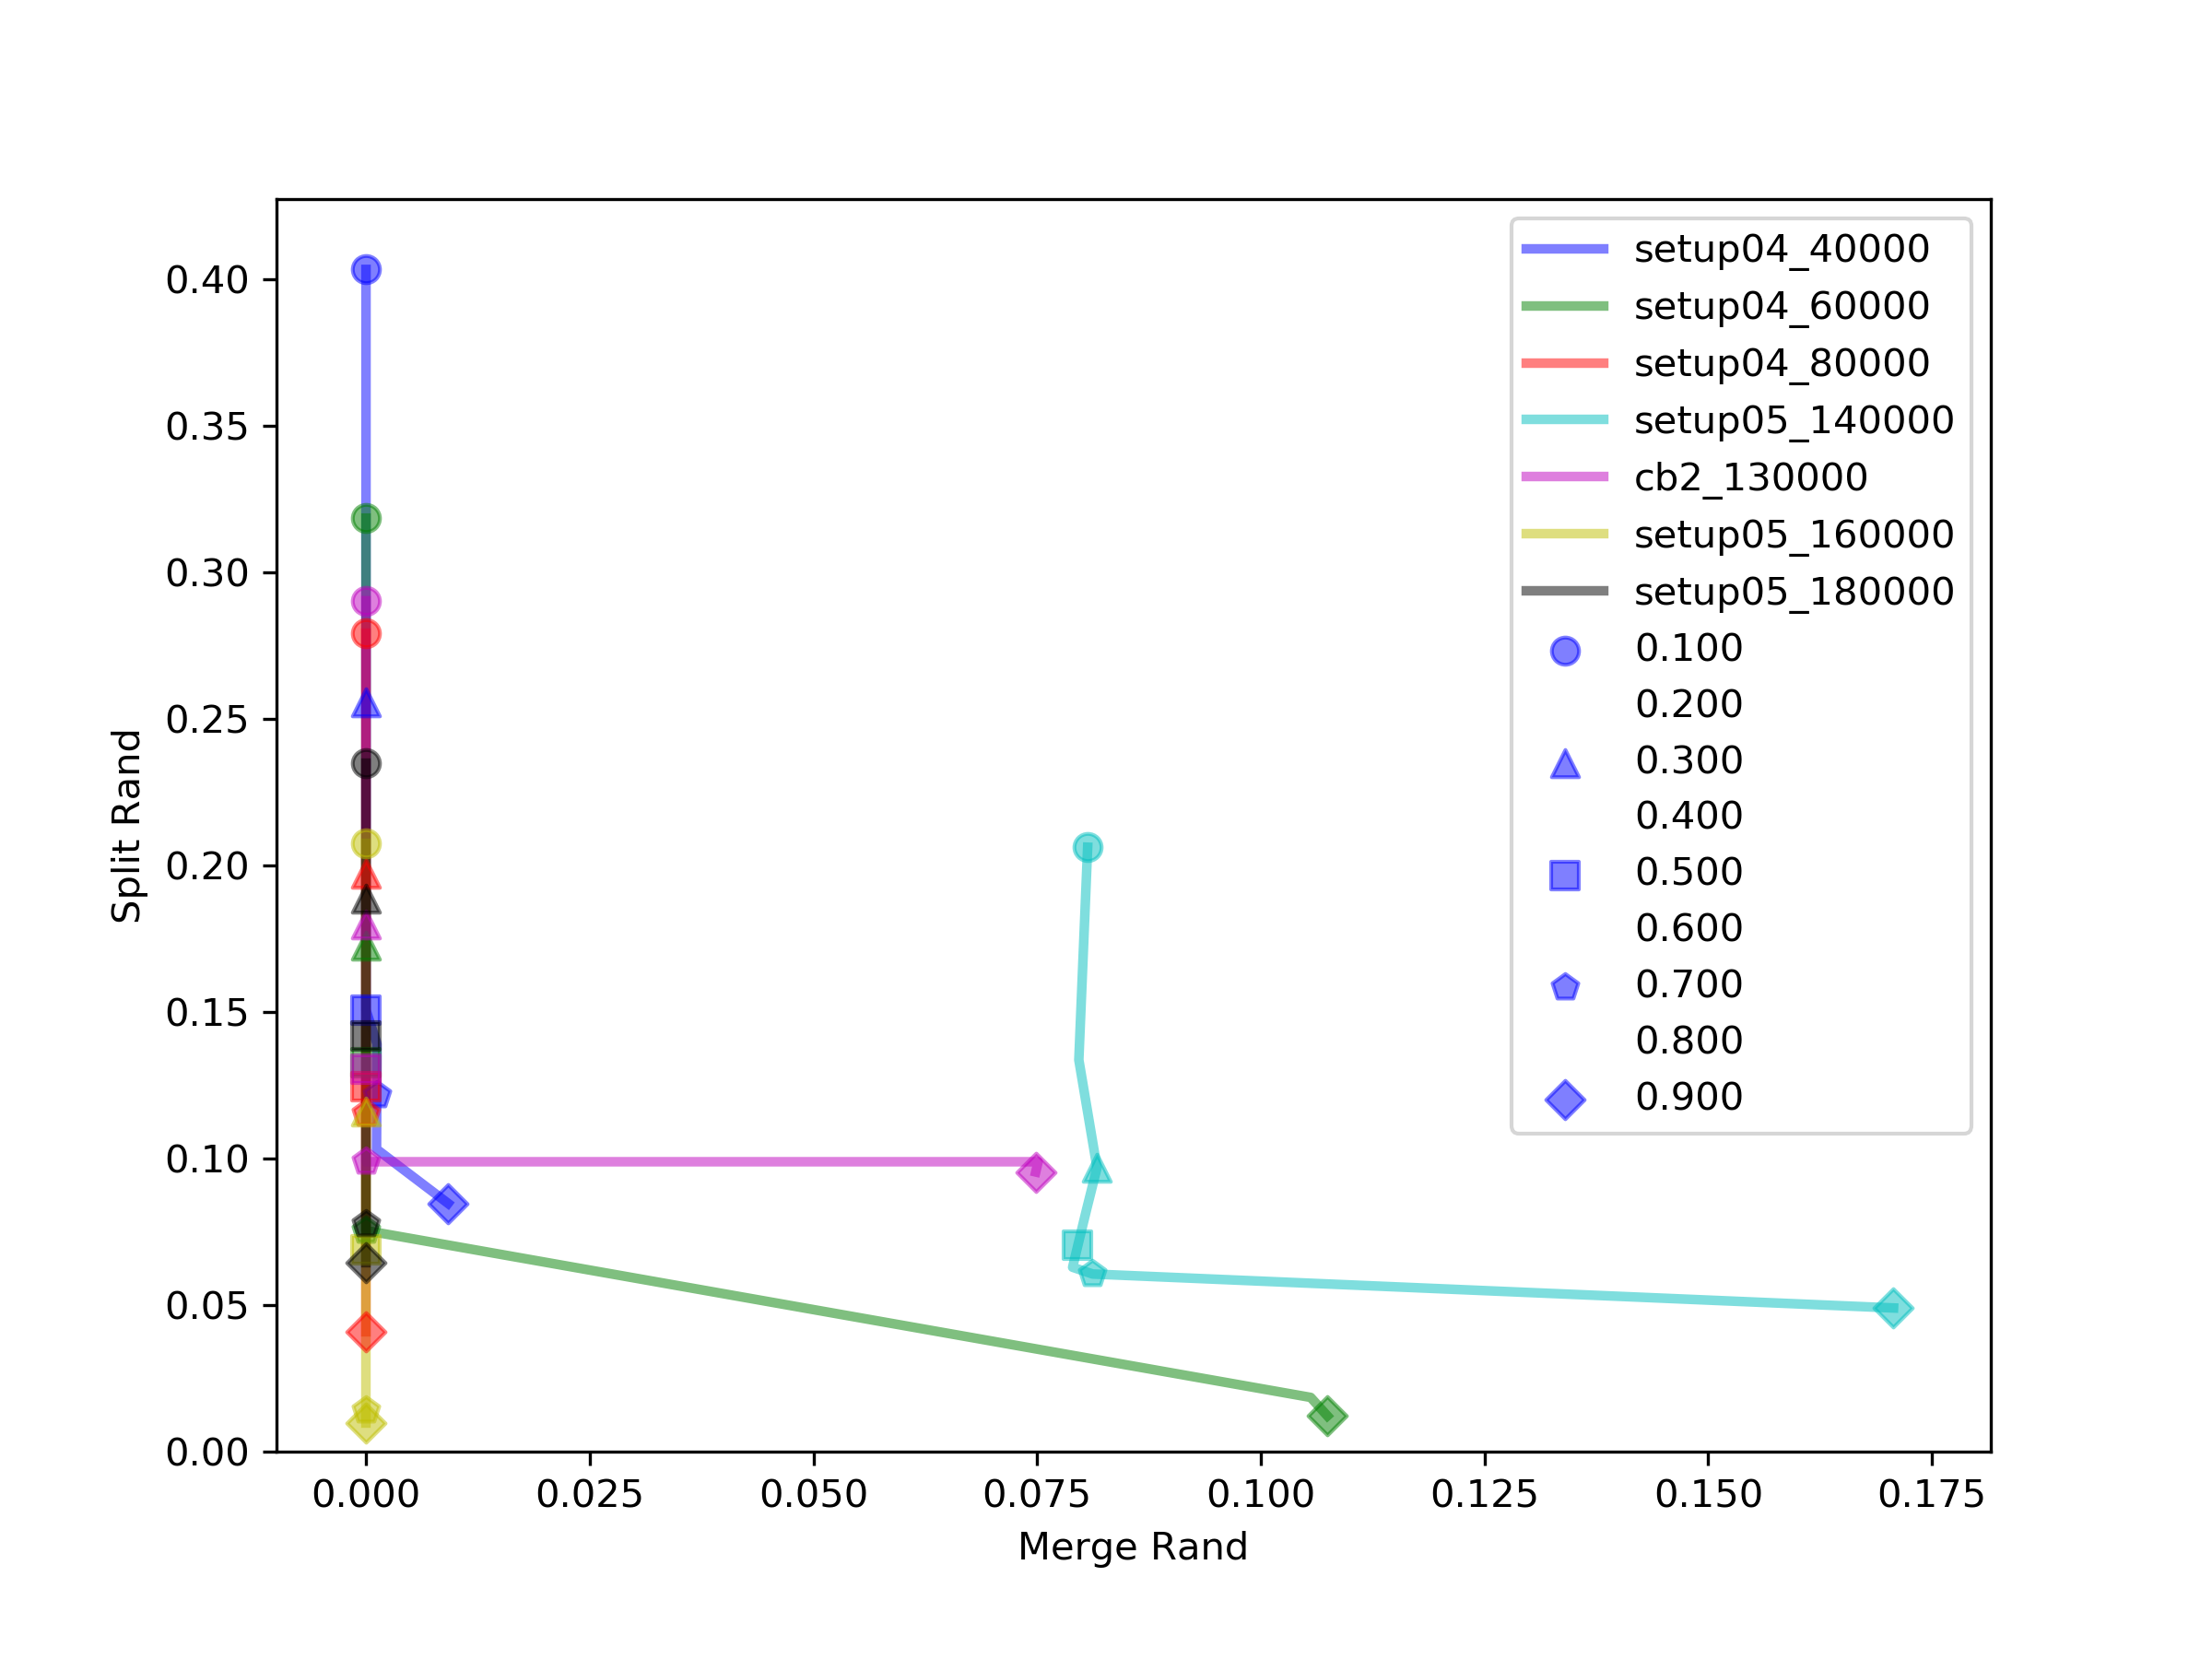 0.40
0.35
0.30
0.25
0.20
0.15
0.10
0.05
0.00
Split Rand
0.000 0.025 0.050 0.075 0.100 0.125 0.150 0.175
Merge Rand
setup04_40000
setup04_60000
setup04_80000
setup05_140000
cb2_130000
setup05_160000
setup05_180000
0.100
0.200
0.300
0.400
0.500
0.600
0.700
0.800
0.900